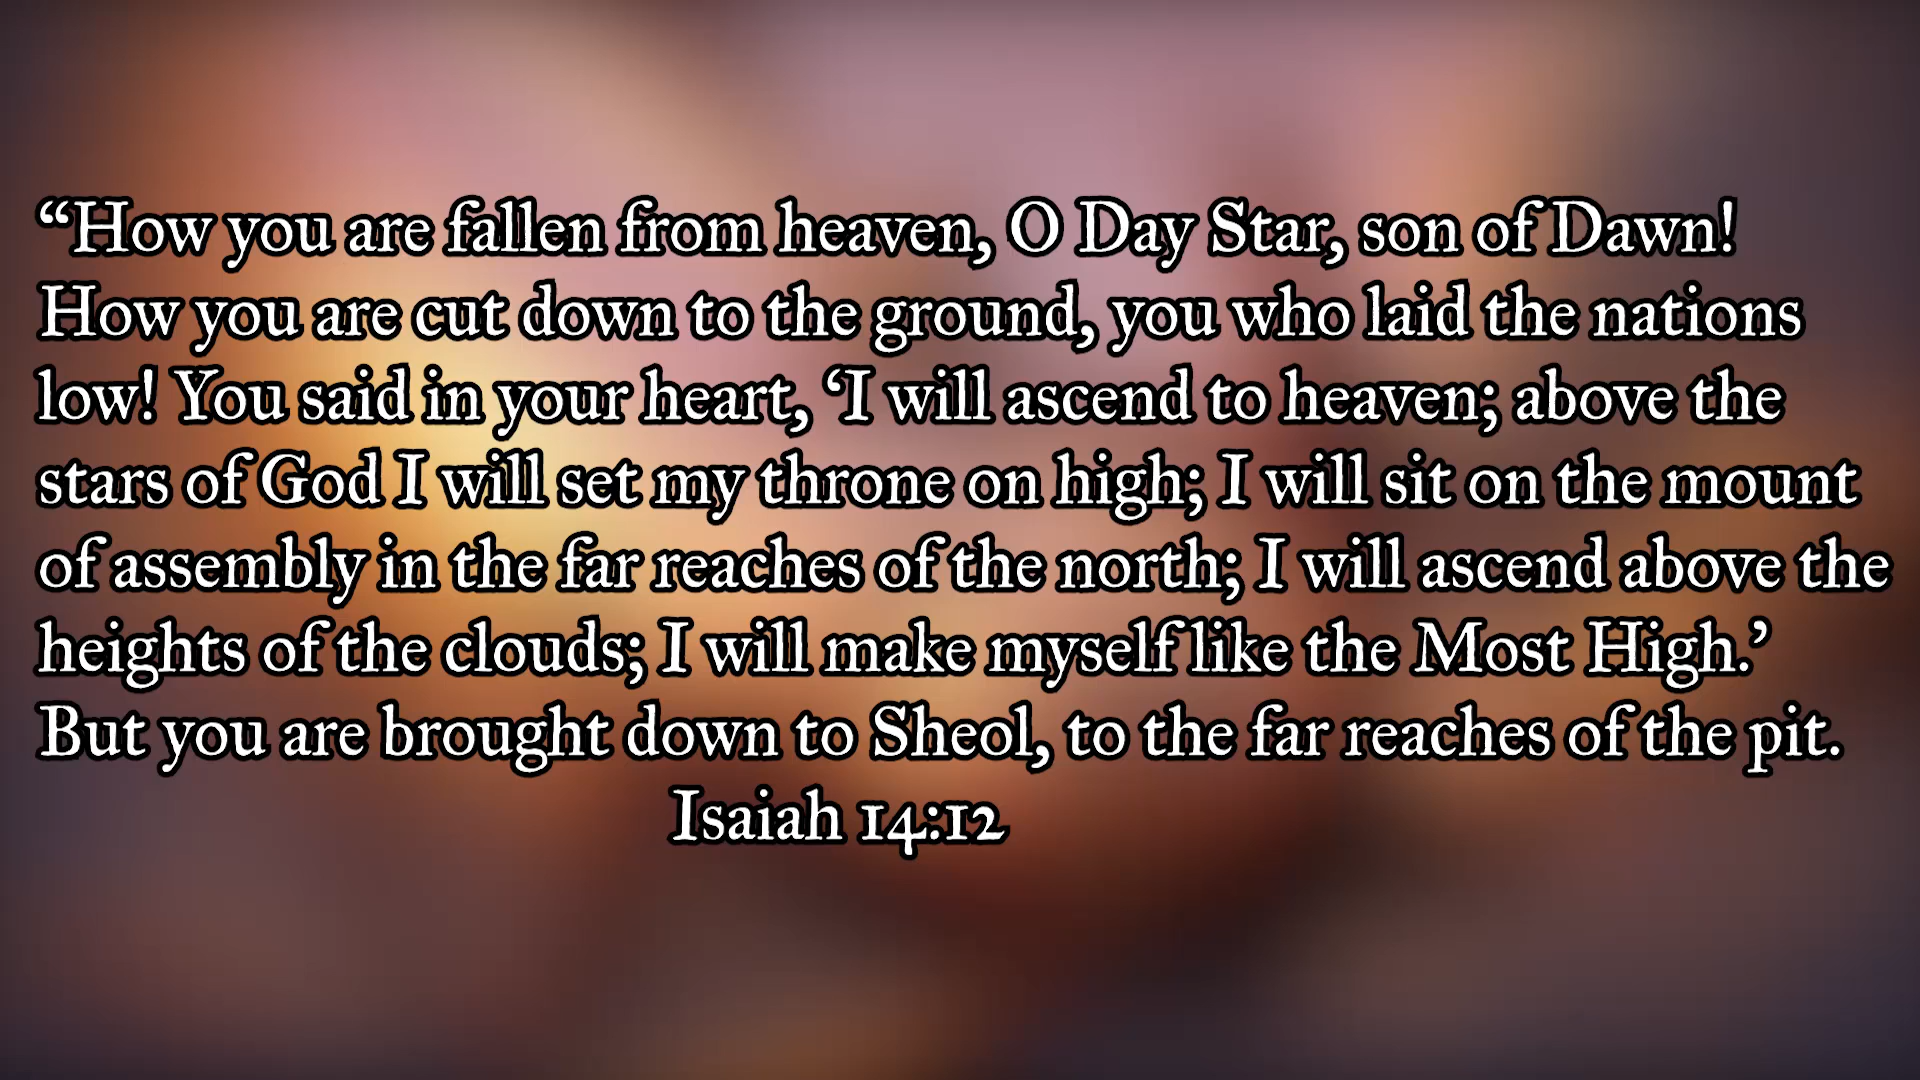 “How you are fallen from heaven, O Day Star, son of Dawn!
How you are cut down to the ground, you who laid the nations
low! You said in your heart, ‘I will ascend to heaven; above the
stars of God I will set my throne on high; I will sit on the mount
of assembly in the far reaches of the north; I will ascend above the
heights of the clouds; I will make myself like the Most High.’
But you are brought down to Sheol, to the far reaches of the pit.
Isaiah 14:12